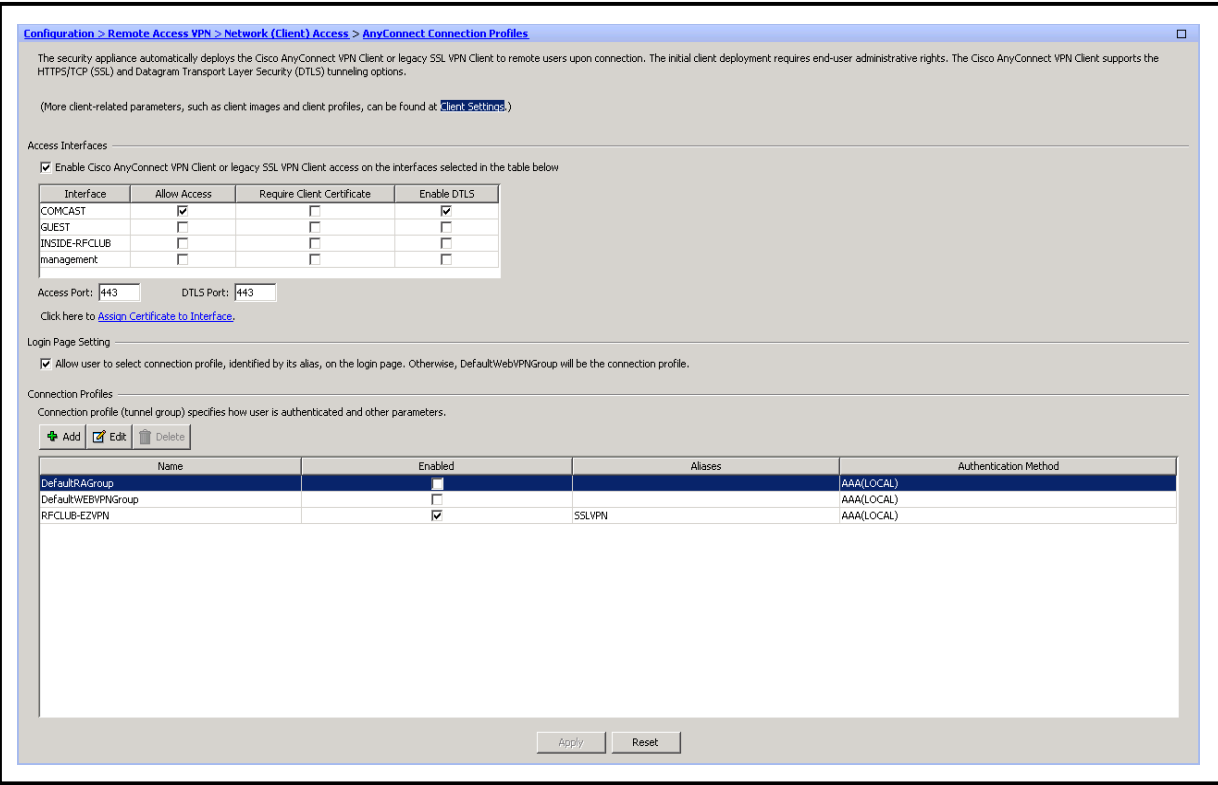 Configuration > Remote Access VPN > Network (Client) Access > AnyConnect Connection Profiles
The security appliance automatically deploys the Cisco AnyConnect VPN Client or legacy SSL VPN Client to remote users upon connection. The initial client deployment requires end-user administrative rights. The Cisco AnyConnect VPN Client supports the
HTTPS/TCP (SSL) and Datagram Transport Layer Security (DTLS) tunneling options.
(More client-related parameters, such as client images and client profiles, can be found at Client Settings.)
Access Interfaces
Enable Cisco AnyConnect VPN Client or legacy SSL VPN Client access on the interfaces selected in the table below
Interface Allow Access Require Client Certificate Enable DTLS
COMCAST
GUEST
INSIDE-RFCLUB
management
Access Port: 443 DTLS Port: 443
Click here to Assign Certificate to Interface.
Login Page Setting
Allow user to select connection profile, identified by its alias, on the login page. Otherwise, DefaultWebVPNGroup will be the connection profile.
Connection Profiles
Connection profile (tunnel group) specifies how user is authenticated and other parameters.
Add Edit Delete
Name Enabled Aliases Authentication Method
DefaultRAGroup AAA(LOCAL)
DefaultWEBVPNGroup AAA(LOCAL)
RFCLUB-EZVPN SSLVPN AAA(LOCAL)
Apply Reset